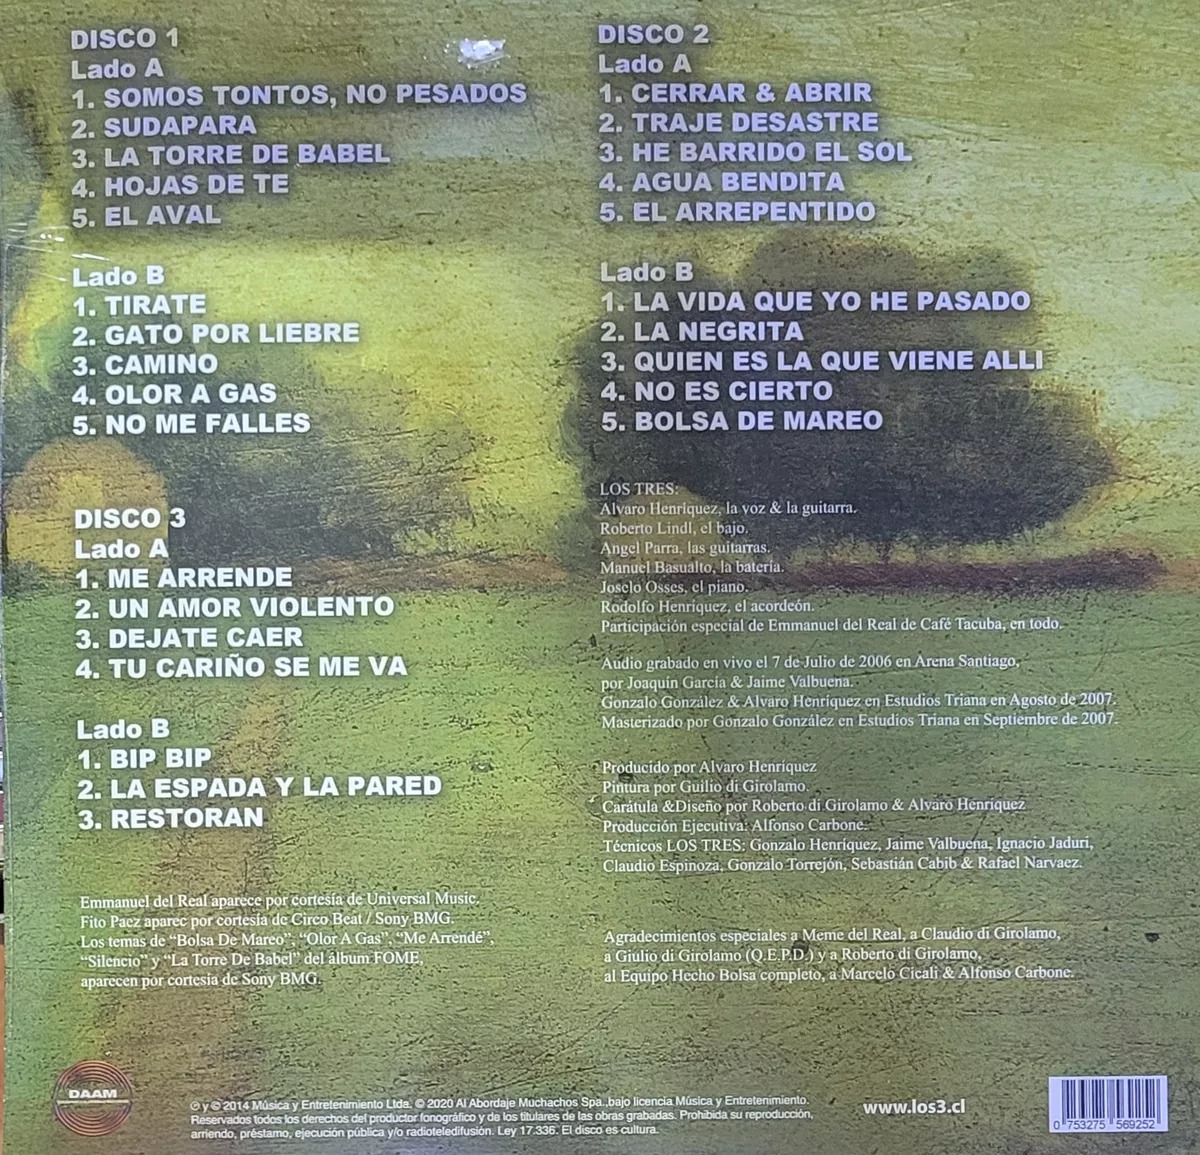 DISCO 1
Lado A
1. SOMOS TONTOS, NO PESADOS
2. SUDAPARA
3. LA TORRE DE BABEL
4. HOJAS DE TE
5. EL AVAL
Lado B
1. TIRATE
2. GATO POR LIEBRE
3. CAMINO
4. OLOR A GAS
5. NO ME FALLES
DISCO 3
Lado A
1. ME ARRENDE
2. UN AMOR VIOLENTO
3. DEJATE CAER
4. TU CARIÑO SE ME VA
Lado B
1. BIP BIP
2. LA ESPADA Y LA PARED
3. RESTORAN
Emmanuel del Real aparece por cortesía de Universal Music.
Fito Paez aparec por cortesía de Circo Beat / Sony BMG.
Los temas de “Bolsa De Mareo”, “Olor A Gas”, “Me Arrendé”,
“Silencio” y “La Torre De Babel” del álbum FOME,
aparecen por cortesia de Sony BMG.
DISCO 2
Lado A
1. CERRAR & ABRIR
2. TRAJE DESASTRE
3. HE BARRIDO EL SOL
4. AGUA BENDITA
5. EL ARREPENTIDO
Lado B
1. LA VIDA QUE YO HE PASADO
2. LA NEGRITA
3. QUIEN ES LA QUE VIENE ALLI
4. NO ES CIERTO
5. BOLSA DE MAREO
LOS TRES:
Alvaro Henríquez, la voz & la guitarra.
Roberto Lindl, el bajo.
Angel Parra, las guitarras.
Manuel Basualto, la batería.
Joselo Osses, el piano.
Rodolfo Henríquez, el acordeón.
Participación especial de Emmanuel del Real de Café Tacuba, en todo.
Audio grabado en vivo el 7 de Julio de 2006 en Arena Santiago,
por Joaquín García & Jaime Valbuena.
Gonzalo González & Alvaro Henríquez en Estudios Triana en Agosto de 2007.
Masterizado por Gonzalo González en Estudios Triana en Septiembre de 2007.
Producido por Alvaro Henríquez
Pintura por Guilio di Girolamo.
Carátula &Diseño por Roberto di Girolamo & Alvaro Henríquez
Producción Ejecutiva: Alfonso Carbone.
Técnicos LOS TRES: Gonzalo Henríquez, Jaime Valbuena, Ignacio Jaduri,
Claudio Espinoza, Gonzalo Torrejón, Sebastián Cabib & Rafael Narvaez.
Agradecimientos especiales a Meme del Real, a Claudio di Girolamo,
a Giulio di Girolamo (Q.E.P.D.) y a Roberto di Girolamo,
al Equipo Hecho Bolsa completo, a Marcelo Cicali & Alfonso Carbone.
DAAM
℗ y © 2014 Música y Entretenimiento Ltda. © 2020 Al Abordaje Muchachos Spa.,bajo licencia Música y Entretenimiento.
Reservados todos los derechos del productor fonográfico y de los titulares de las obras grabadas. Prohibida su reproducción,
arriendo, préstamo, ejecución pública y/o radioteledifusión. Ley 17.336. El disco es cultura.
www.los3.cl
0 753275 569252